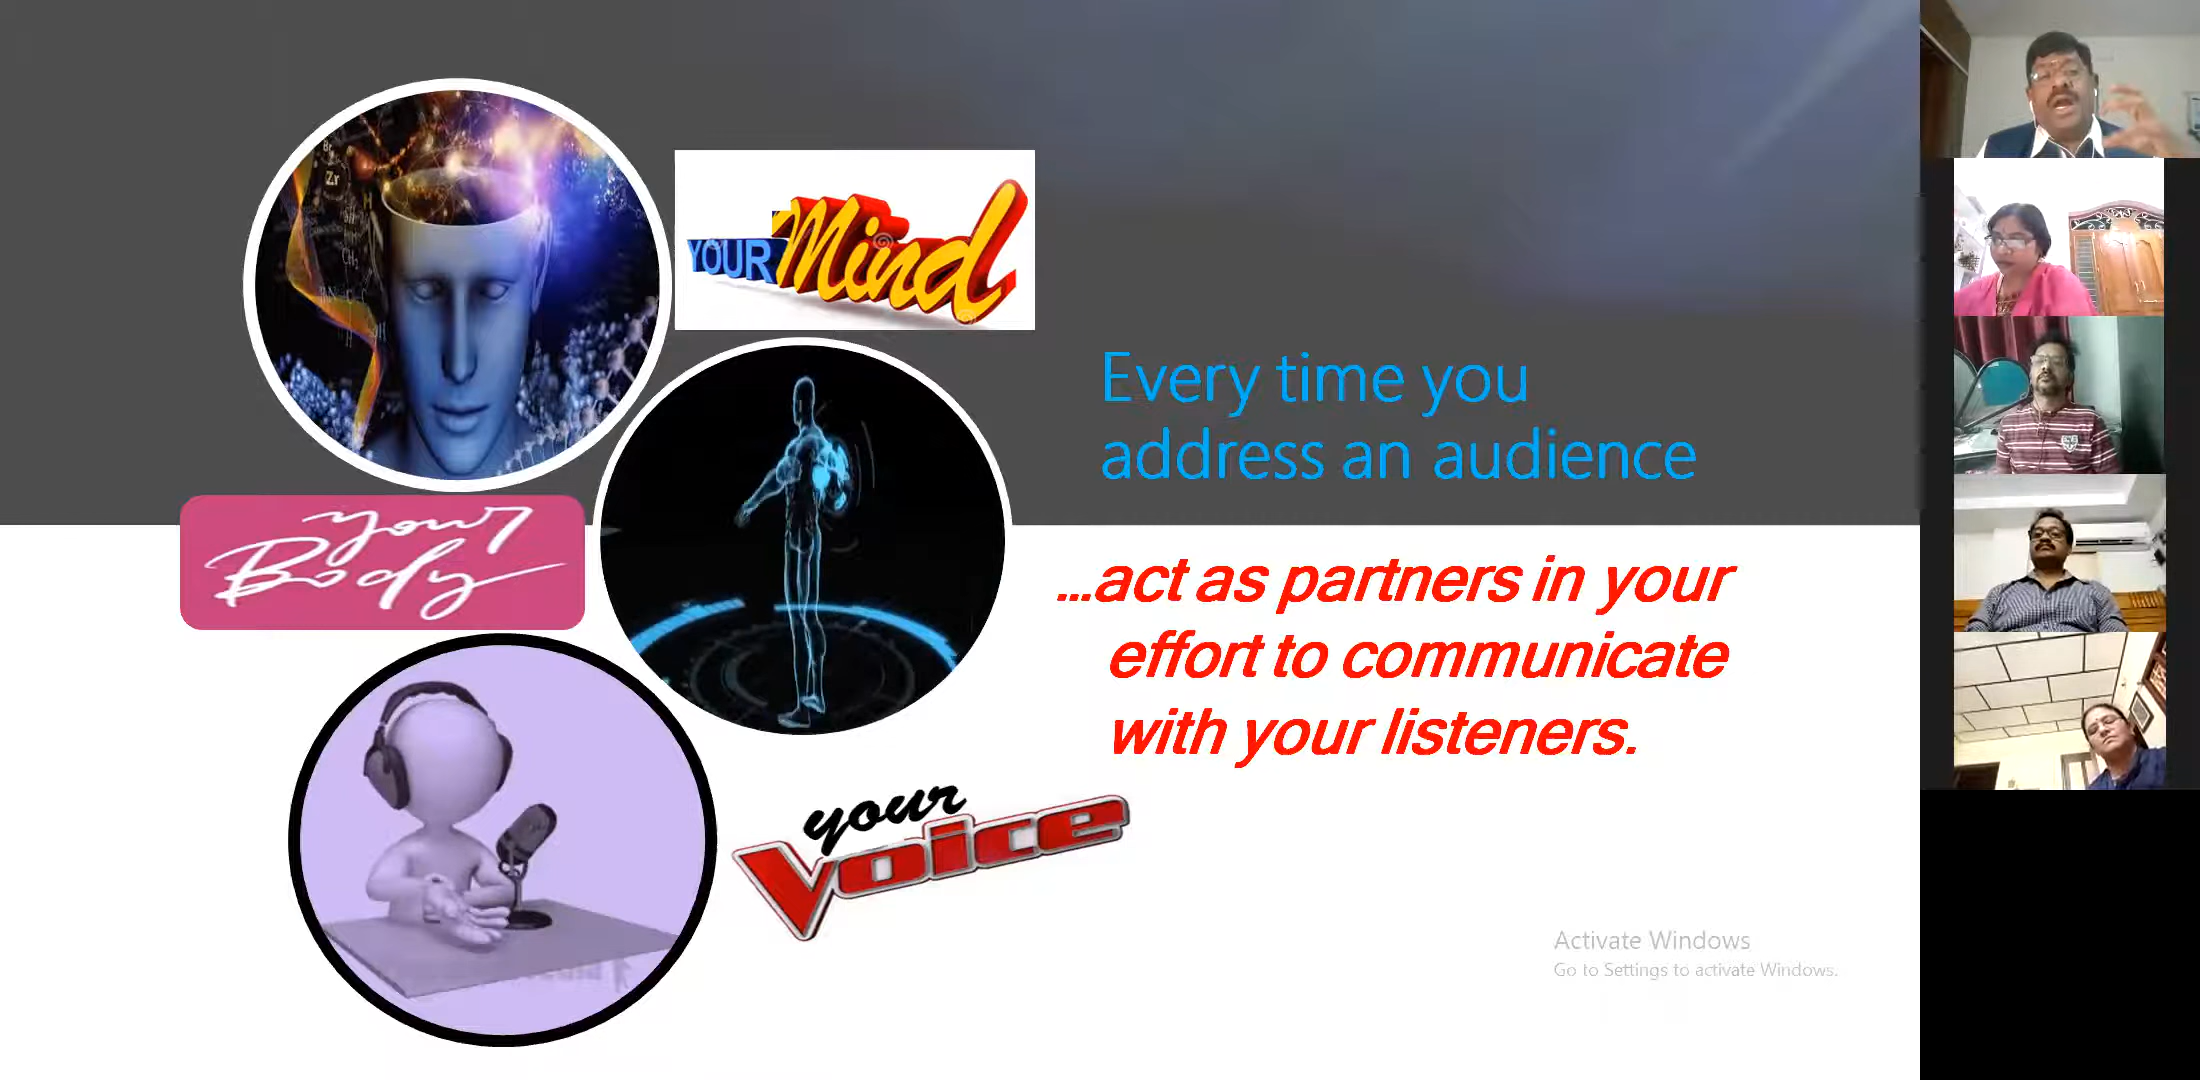 YOUR Mind
Every time you
address an audience
your
Body
...act as partners in your
effort to communicate
with your listeners.
your
Voice
Activate Windows
Go to Settings to activate Windows.
Zr